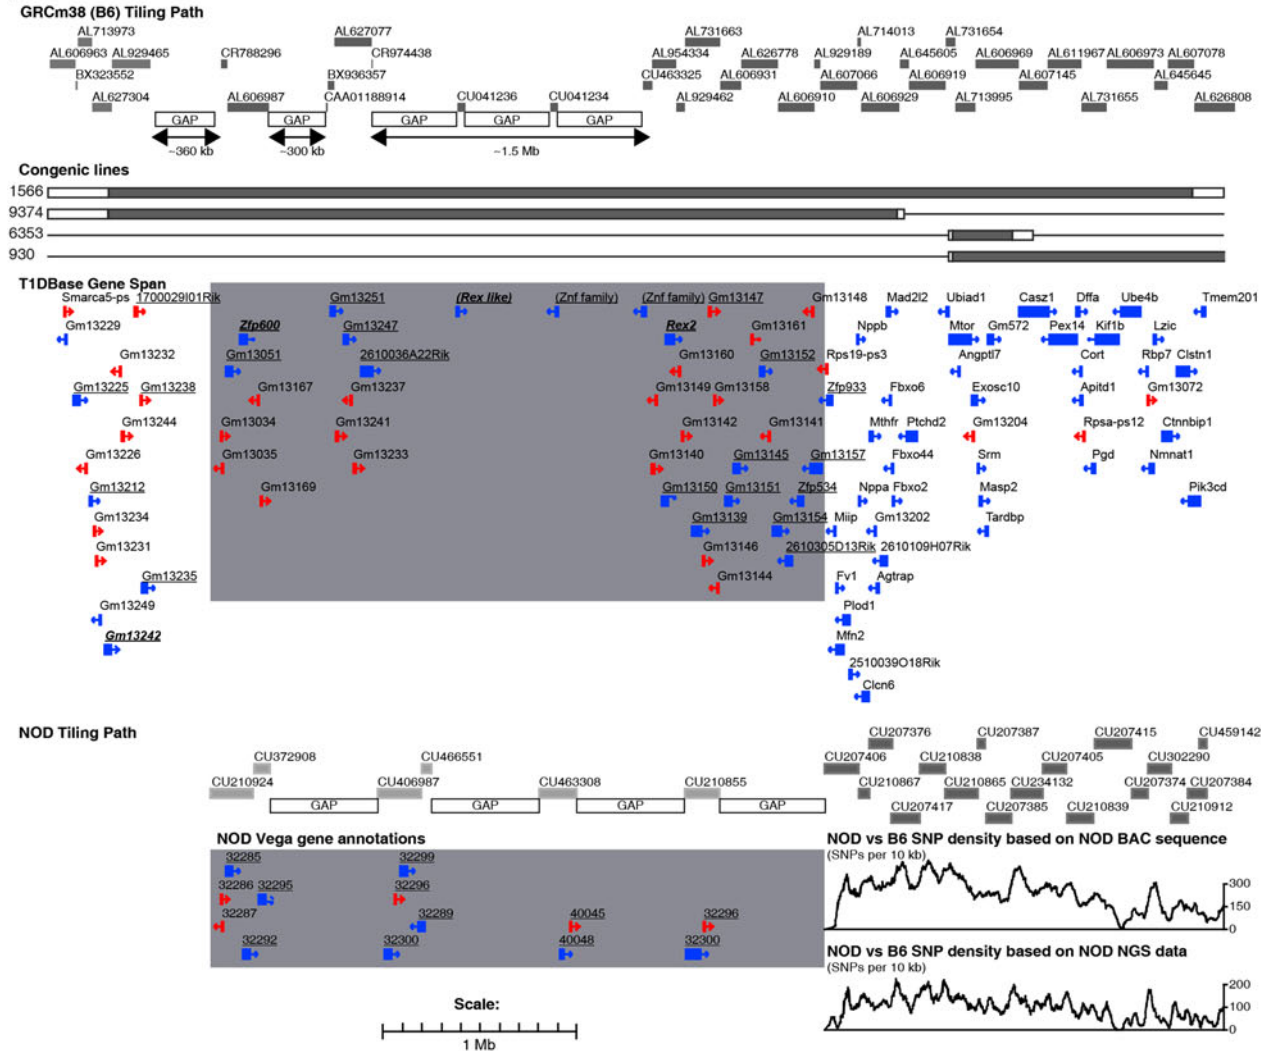 GRCm38 (B6) Tiling Path
AL713973 AL627077 AL731663 AL714013 AL731654
AL606963 AL929465 CR788296 CR974438 AL954334 AL626778 AL929189 AL645605 AL606969 AL611967 AL606973 AL607078
BX323552 BX936357 CU463325 AL606931 AL607066 AL606919 AL607145 AL645645
AL627304 AL606987 CAA01188914 CU041236 CU041234 AL929462 AL606910 AL606929 AL713995 AL731655 AL626808
GAP GAP GAP GAP GAP
~360 kb ~300 kb ~1.5 Mb
Congenic lines
1566
9374
6353
930
T1DBase Gene Span
Smarca5-ps 1700029I01Rik Gm13251 (Rex like) (Znf family) (Znf family) Gm13147 Gm13148 Mad2l2 Ubiad1 Casz1 Dffa Ube4b Tmem201
Gm13229 Zfp600 Gm13247 Rex2 Gm13161 Nppb Mtor Gm572 Pex14 Kif1b Lzic
Gm13232 Gm13051 2610036A22Rik Gm13160 Gm13152 Rps19-ps3 Angptl7 Cort Rbp7 Clstn1
Gm13225 Gm13238 Gm13167 Gm13237 Gm13149 Gm13158 Zfp933 Fbxo6 Exosc10 Apitd1 Gm13072
Gm13244 Gm13034 Gm13241 Gm13142 Gm13141 Mthfr Ptchd2 Gm13204 Rpsa-ps12 Ctnnbip1
Gm13226 Gm13035 Gm13233 Gm13140 Gm13145 Gm13157 Fbxo44 Srm Pgd Nmnat1
Gm13212 Gm13169 Gm13150 Gm13151 Zfp534 Nppa Fbxo2 Masp2 Pik3cd
Gm13234 Gm13139 Gm13154 Miip Gm13202 Tardbp
Gm13231 Gm13146 2610305D13Rik 2610109H07Rik
Gm13235 Gm13144 Fv1 Agtrap
Gm13249 Plod1
Gm13242 Mfn2
2510039O18Rik
Clcn6
NOD Tiling Path
CU207376 CU207387 CU207415 CU459142
CU372908 CU466551 CU207406 CU210838 CU207405 CU302290
CU210924 CU406987 CU463308 CU210855 CU210867 CU210865 CU234132 CU207374 CU207384
GAP GAP GAP GAP CU207417 CU207385 CU210839 CU210912
NOD Vega gene annotations
32285 32299
32286 32295 32296
32287 32289 40045 32296
32292 32300 40048 32300
NOD vs B6 SNP density based on NOD BAC sequence
(SNPs per 10 kb)
300
150
0
NOD vs B6 SNP density based on NOD NGS data
(SNPs per 10 kb)
200
100
0
Scale:
1 Mb